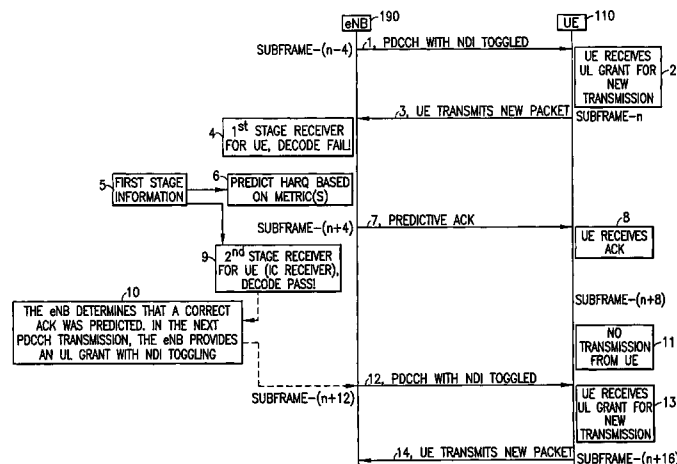 eNB 190
UE 110
SUBFRAME-(n-4)
1, PDCCH WITH NDI TOGGLED
UE RECEIVES
UL GRANT FOR
NEW
TRANSMISSION
2
3, UE TRANSMITS NEW PACKET
SUBFRAME-n
4
1st STAGE RECEIVER
FOR UE, DECODE FAIL!
5
FIRST STAGE
INFORMATION
6
PREDICT HARQ BASED
ON METRIC(S)
SUBFRAME-(n+4)
7, PREDICTIVE ACK
8
UE RECEIVES
ACK
9
2nd STAGE RECEIVER
FOR UE (IC RECEIVER),
DECODE PASS!
10
THE eNB DETERMINES THAT A CORRECT
ACK WAS PREDICTED. IN THE NEXT
PDCCH TRANSMISSION, THE eNB PROVIDES
AN UL GRANT WITH NDI TOGGLING
SUBFRAME-(n+8)
NO
TRANSMISSION
FROM UE
11
12, PDCCH WITH NDI TOGGLED
SUBFRAME-(n+12)
UE RECEIVES
UL GRANT FOR
NEW
TRANSMISSION
13
14, UE TRANSMITS NEW PACKET
SUBFRAME-(n+16)